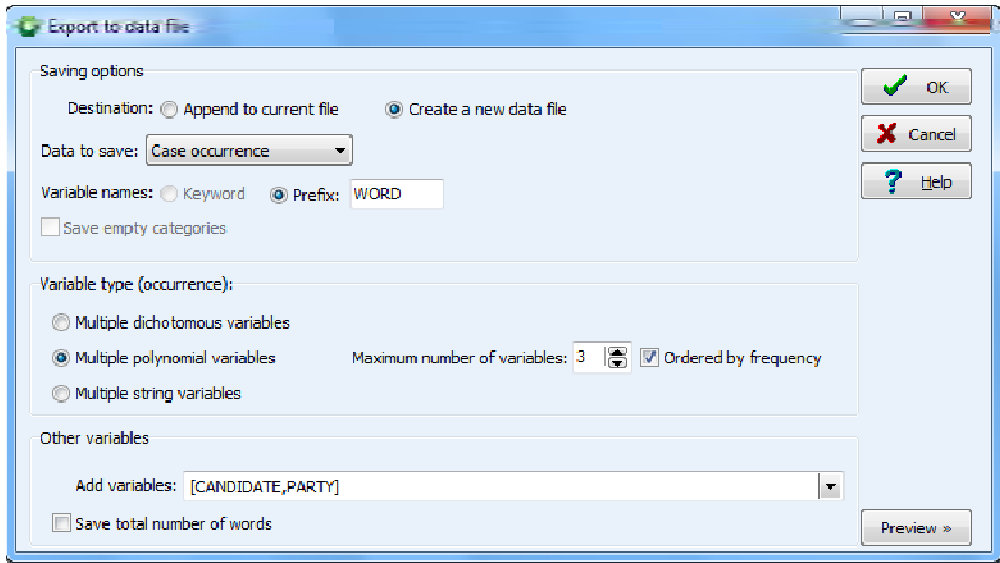 Export to data file
Saving options
Destination: Append to current file Create a new data file
Data to save: Case occurrence
Variable names: Keyword Prefix: WORD
Save empty categories
Variable type (occurrence):
Multiple dichotomous variables
Multiple polynomial variables Maximum number of variables: 3 Ordered by frequency
Multiple string variables
Other variables
Add variables: [CANDIDATE,PARTY]
Save total number of words
OK
Cancel
Help
Preview »